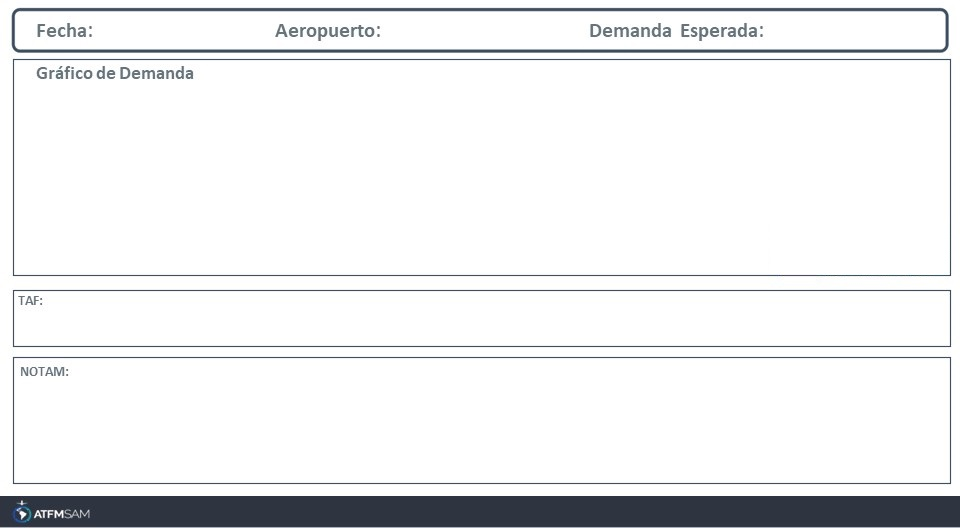 Fecha: Aeropuerto: Demanda Esperada:
Gráfico de Demanda
TAF:
NOTAM:
ATFMSAM